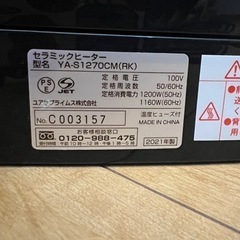 セラミックヒーター
型名 YA-S1270CM(RK)
PS
E
JET
定格電圧 100V
定格周波数 50/60Hz
定格消費電力 1200W(50Hz)
1160W(60Hz)
ユアサプライムス株式会社
No. C003157
温度ヒューズ付
お客様相談窓口
0120-988-475
2021年製